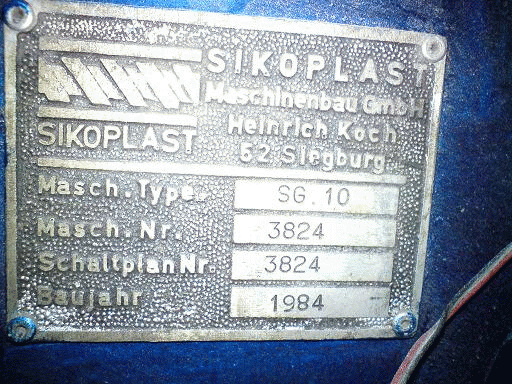 SIKOPLAST
Maschinenbau GmbH
Heinrich Koch
52 Siegburg
SIKOPLAST
Masch. Type SG. 10
Masch. Nr. 3824
Schaltplan Nr. 3824
Baujahr 1984